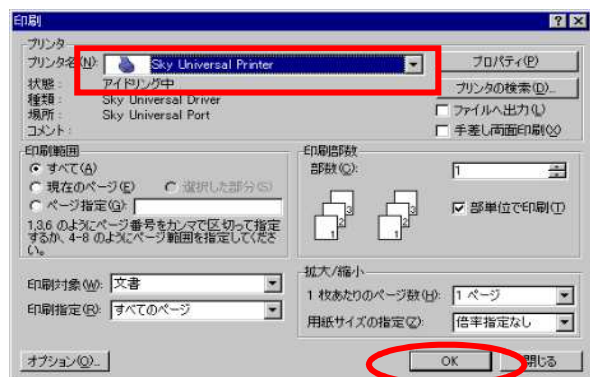 印刷
プリンタ
プリンタ名(N): Sky Universal Printer プロパティ(P)
状態: アイドリング中 プリンタの検索(D)...
種類: Sky Universal Driver
場所: Sky Universal Port ファイルへ出力(L)
コメント: 手差し両面印刷(X)
印刷範囲 印刷部数
すべて(A) 部数(C): 1
現在のページ(E) 選択した部分(S)
ページ指定(G): 部単位で印刷(T)
1,3,6 のようにページ番号をカンマで区切って指定
するか、4-8 のようにページ範囲を指定してくださ
い。
3 3
2 2
1 1
拡大/縮小
印刷対象(W): 文書 1 枚あたりのページ数(H): 1 ページ
印刷指定(R): すべてのページ 用紙サイズの指定(Z): 倍率指定なし
オプション(O)... OK 閉じる